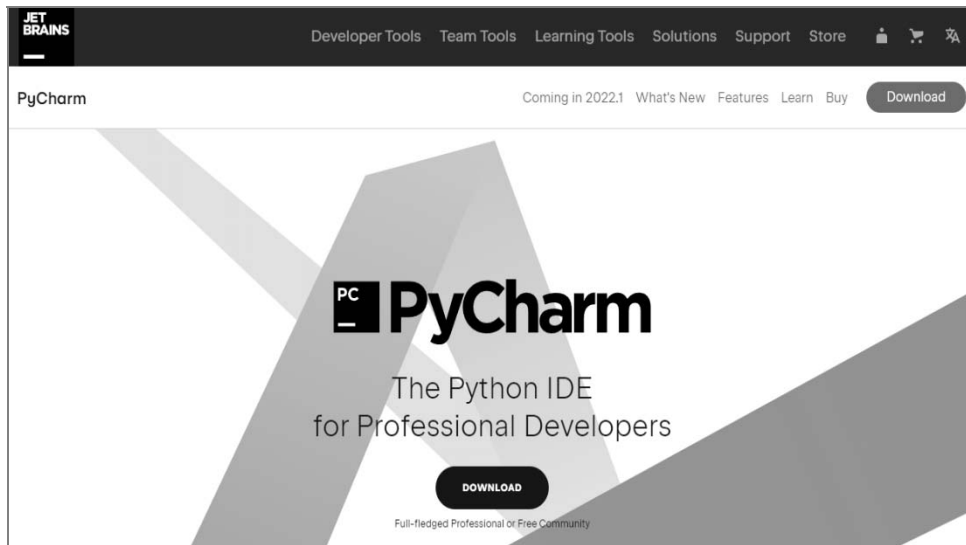 JET
BRAINS
Developer Tools Team Tools Learning Tools Solutions Support Store
PyCharm
Coming in 2022.1 What's New Features Learn Buy Download
PC PyCharm
The Python IDE
for Professional Developers
DOWNLOAD
Full-fledged Professional or Free Community